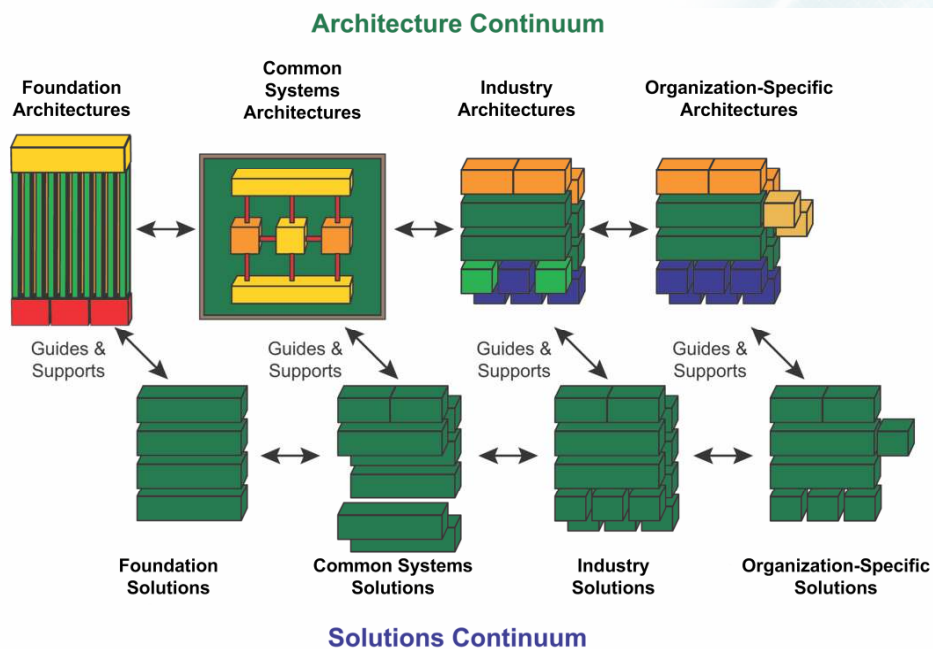 Architecture Continuum
Foundation
Architectures
Common
Systems
Architectures
Industry
Architectures
Organization-Specific
Architectures
Guides &
Supports
Guides &
Supports
Guides &
Supports
Guides &
Supports
Foundation
Solutions
Common Systems
Solutions
Industry
Solutions
Organization-Specific
Solutions
Solutions Continuum